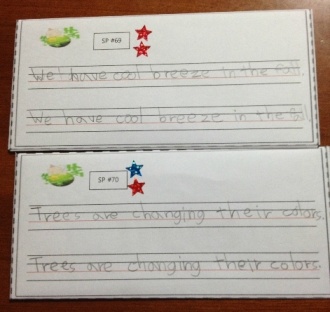 SP #69
We have cool breeze in the fall.
We have cool breeze in the fall.
SP #70
Trees are changing their colors.
Trees are changing their colors.